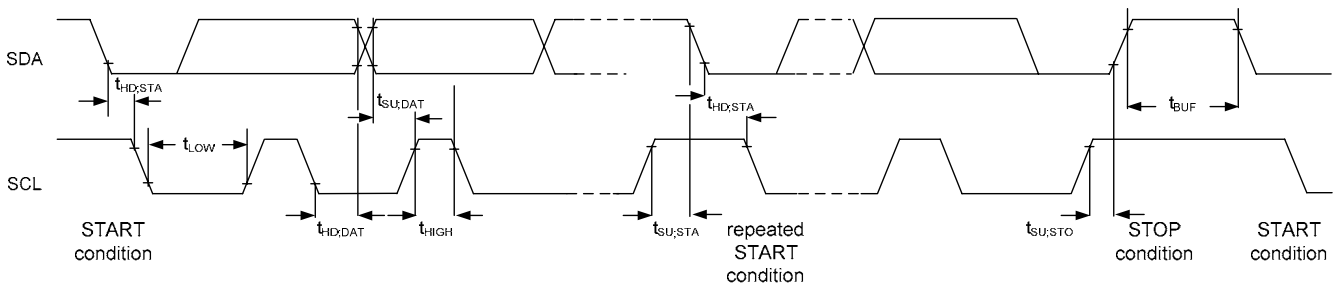 SDA
tHD;STA
tSU;DAT
tHD;STA
tBUF
tLOW
SCL
tHD;DAT
tHIGH
tSU;STA
tSU;STO
START
condition
repeated
START
condition
STOP
condition
START
condition